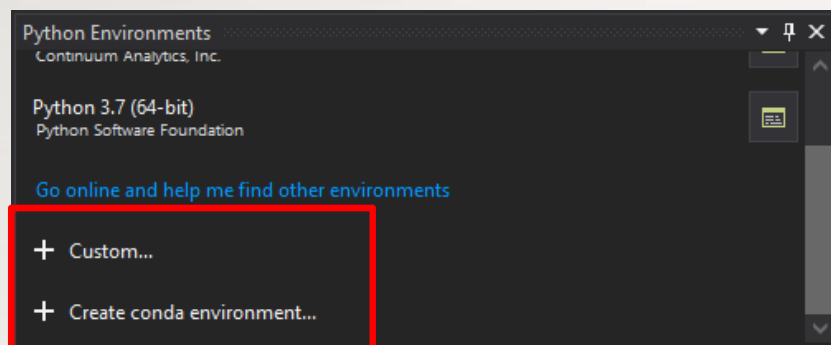 Python Environments
Continuum Analytics, Inc.
Python 3.7 (64-bit)
Python Software Foundation
Go online and help me find other environments
+ Custom...
+ Create conda environment...